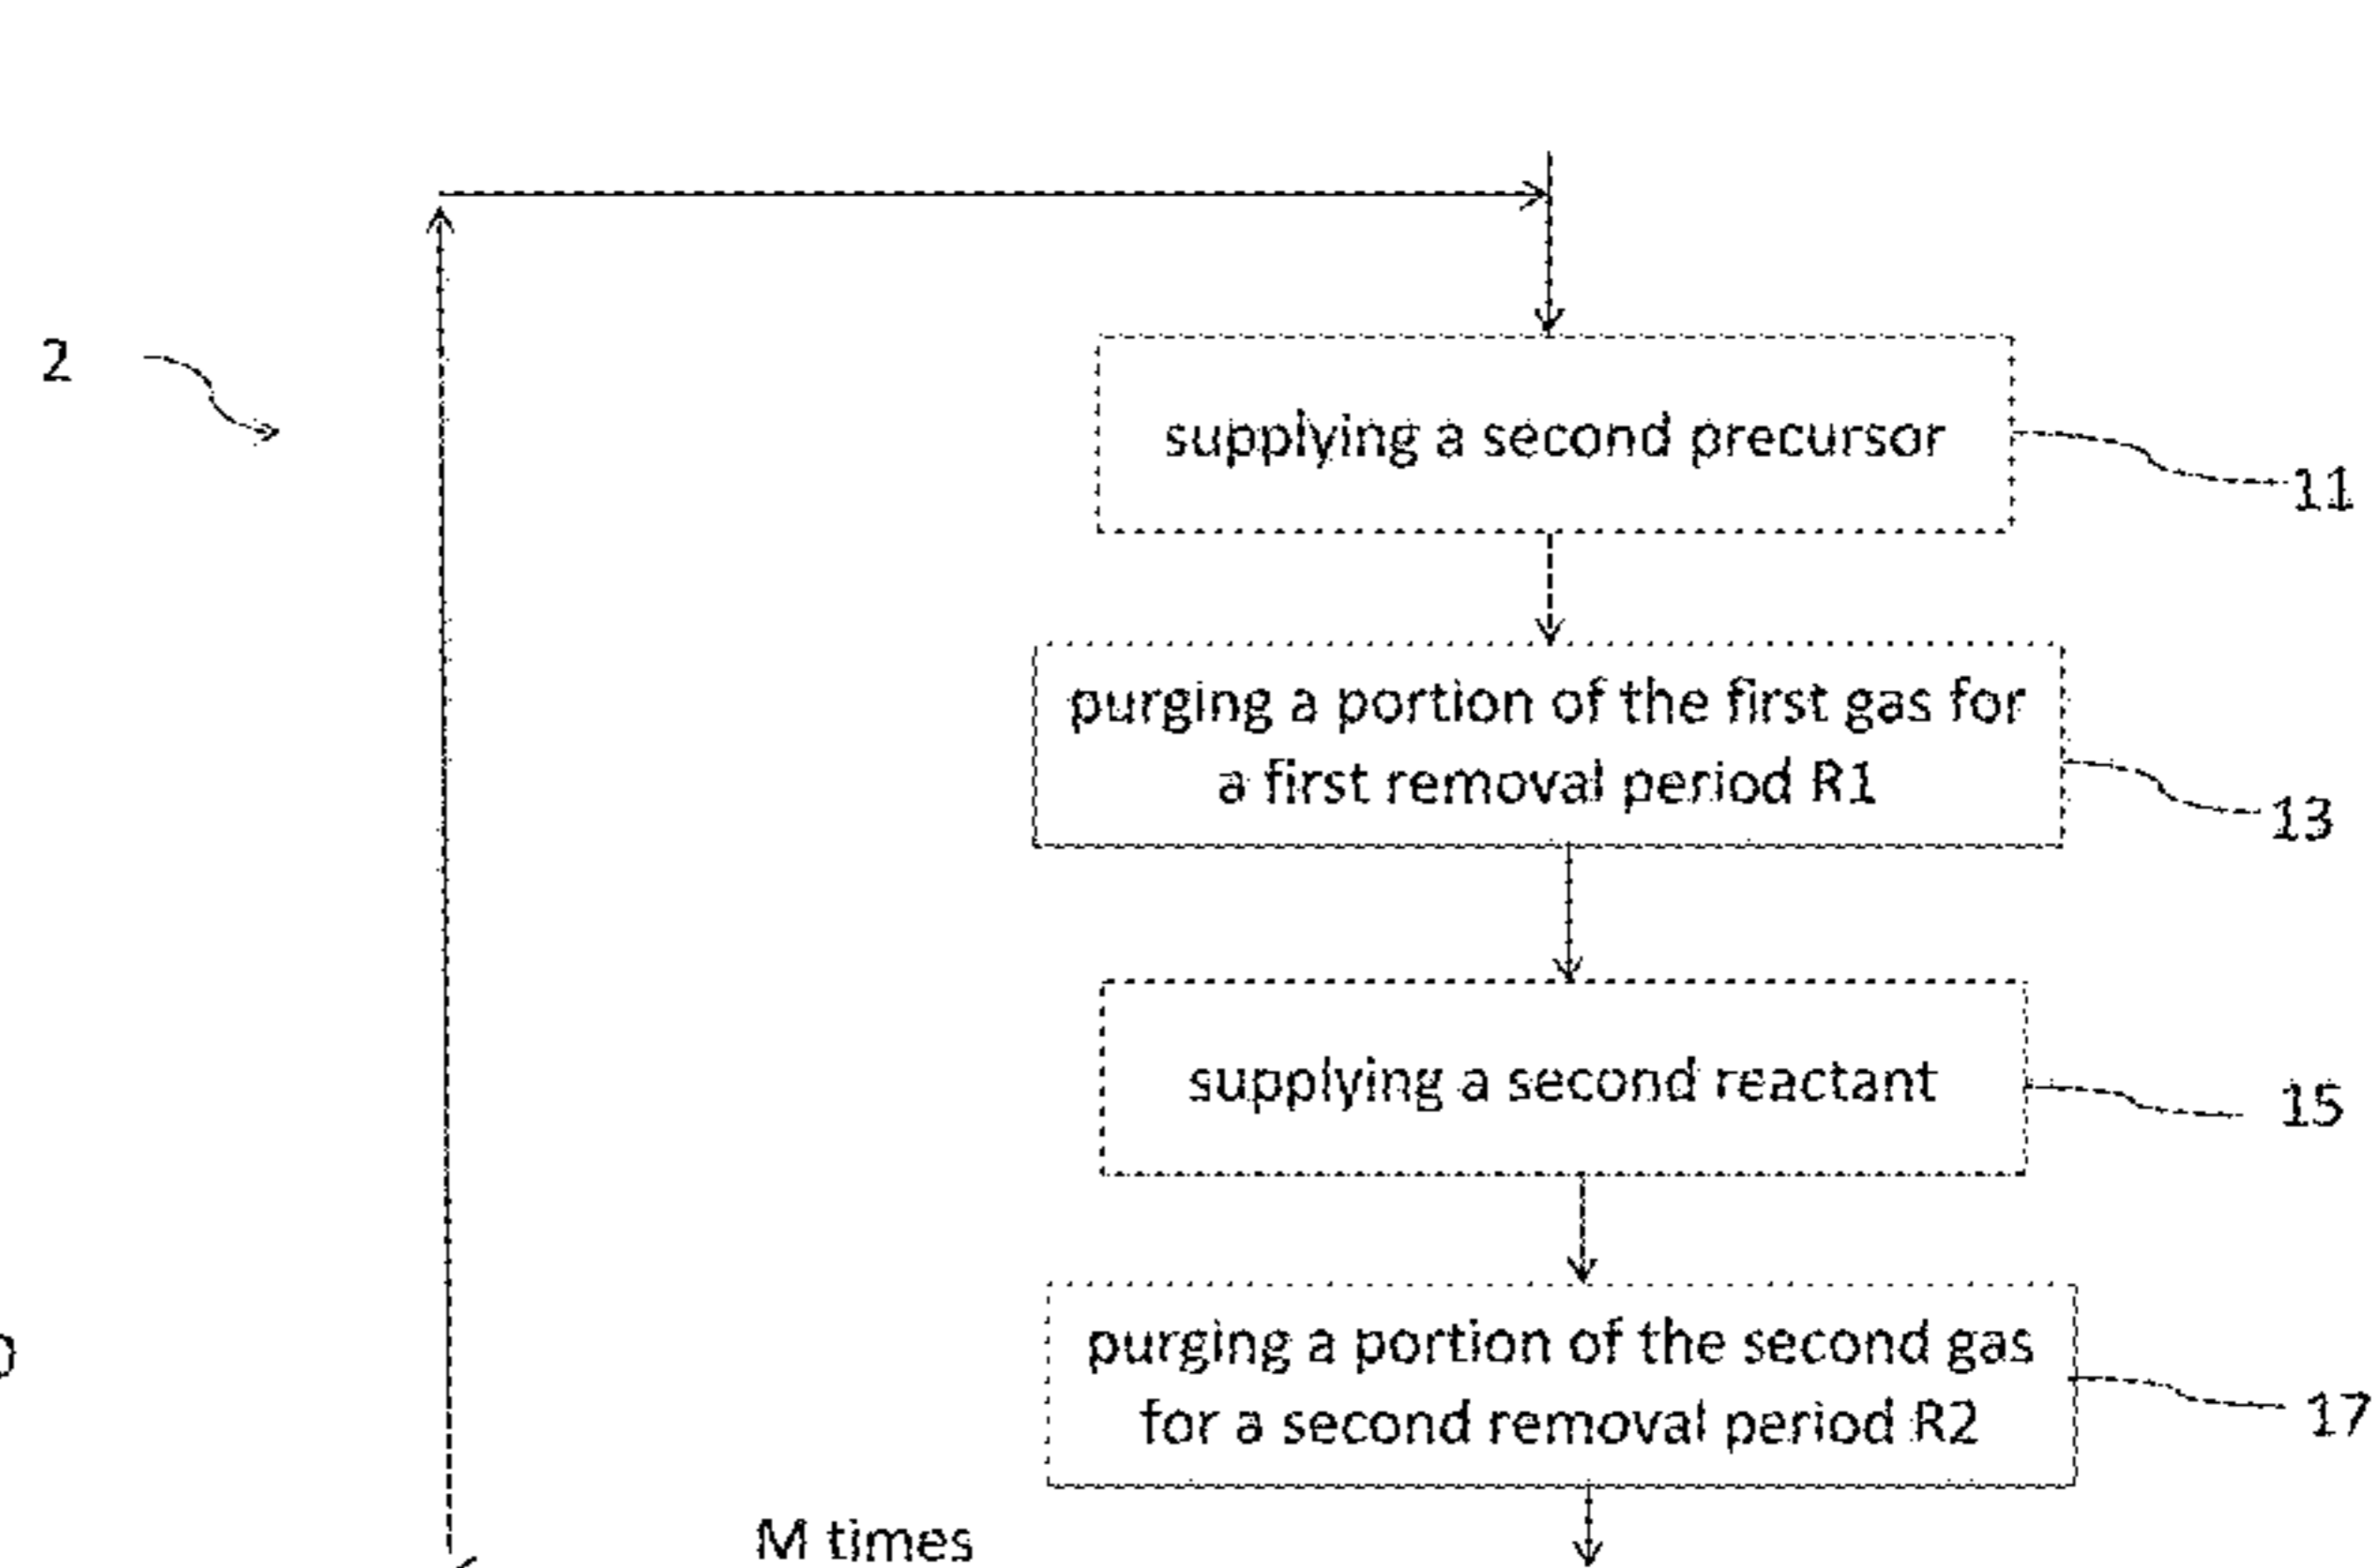 2
supplying a second precursor
11
purging a portion of the first gas for
a first removal period R1
13
supplying a second reactant
15
purging a portion of the second gas
for a second removal period R2
17
M times